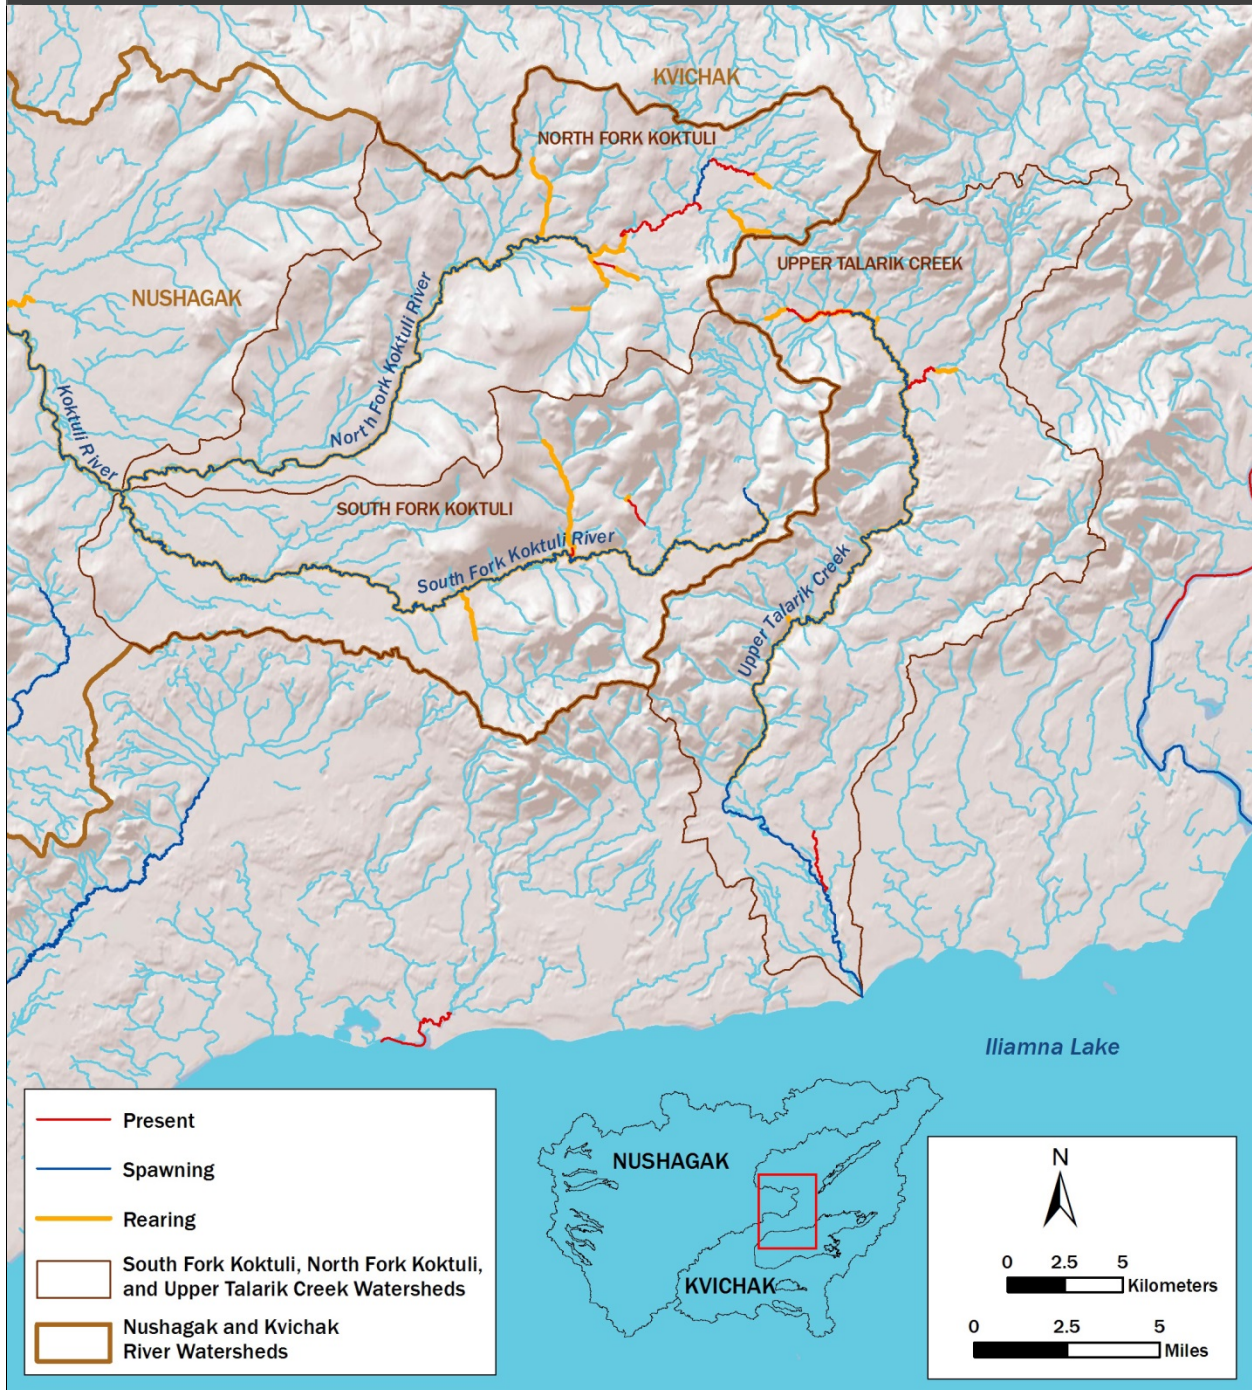 KVICHAK
NORTH FORK KOKTULI
UPPER TALARIK CREEK
NUSHAGAK
North Fork Koktuli River
Koktuli River
SOUTH FORK KOKTULI
South Fork Koktuli River
Upper Talarik Creek
Iliamna Lake
Present
Spawning
Rearing
South Fork Koktuli, North Fork Koktuli,
and Upper Talarik Creek Watersheds
Nushagak and Kvichak
River Watersheds
NUSHAGAK
KVICHAK
N
0 2.5 5
Kilometers
0 2.5 5
Miles